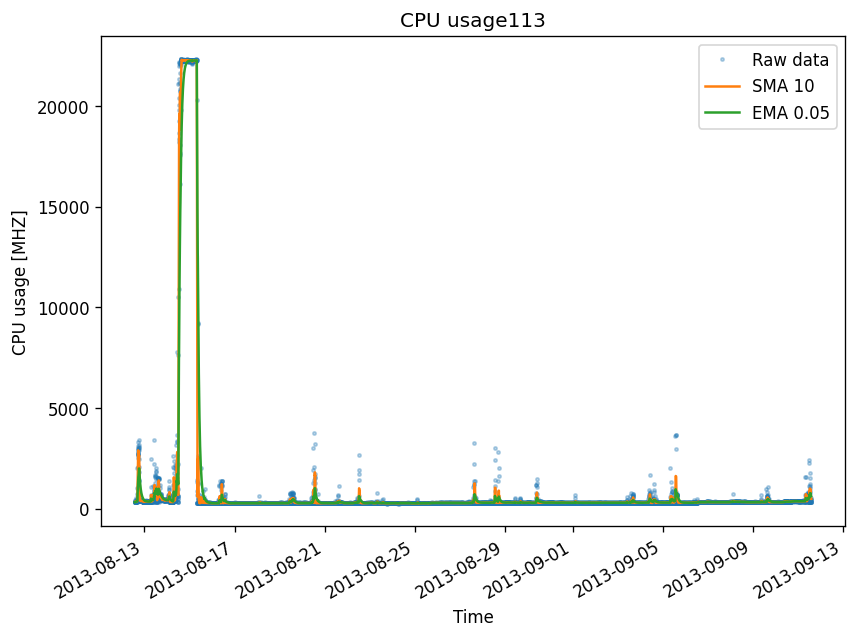 CPU usage113
Raw data
SMA 10
EMA 0.05
CPU usage [MHZ]
20000
15000
10000
5000
0
2013-08-13
2013-08-17
2013-08-21
2013-08-25
2013-08-29
2013-09-01
2013-09-05
2013-09-09
2013-09-13
Time